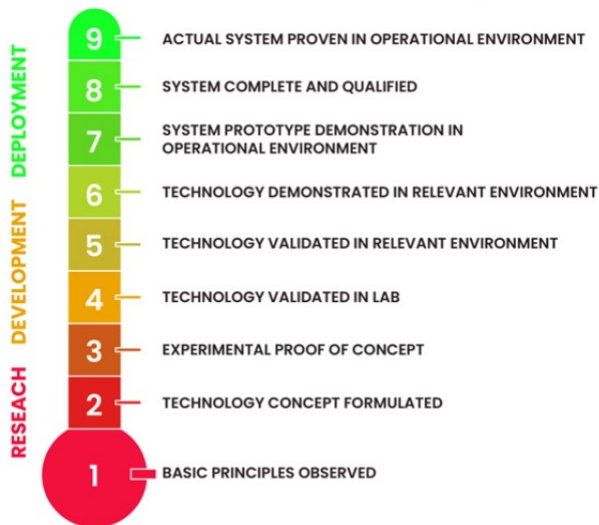 DEPLOYMENT
DEVELOPMENT
RESEACH
9 ACTUAL SYSTEM PROVEN IN OPERATIONAL ENVIRONMENT
8 SYSTEM COMPLETE AND QUALIFIED
7 SYSTEM PROTOTYPE DEMONSTRATION IN
OPERATIONAL ENVIRONMENT
6 TECHNOLOGY DEMONSTRATED IN RELEVANT ENVIRONMENT
5 TECHNOLOGY VALIDATED IN RELEVANT ENVIRONMENT
4 TECHNOLOGY VALIDATED IN LAB
3 EXPERIMENTAL PROOF OF CONCEPT
2 TECHNOLOGY CONCEPT FORMULATED
1 BASIC PRINCIPLES OBSERVED